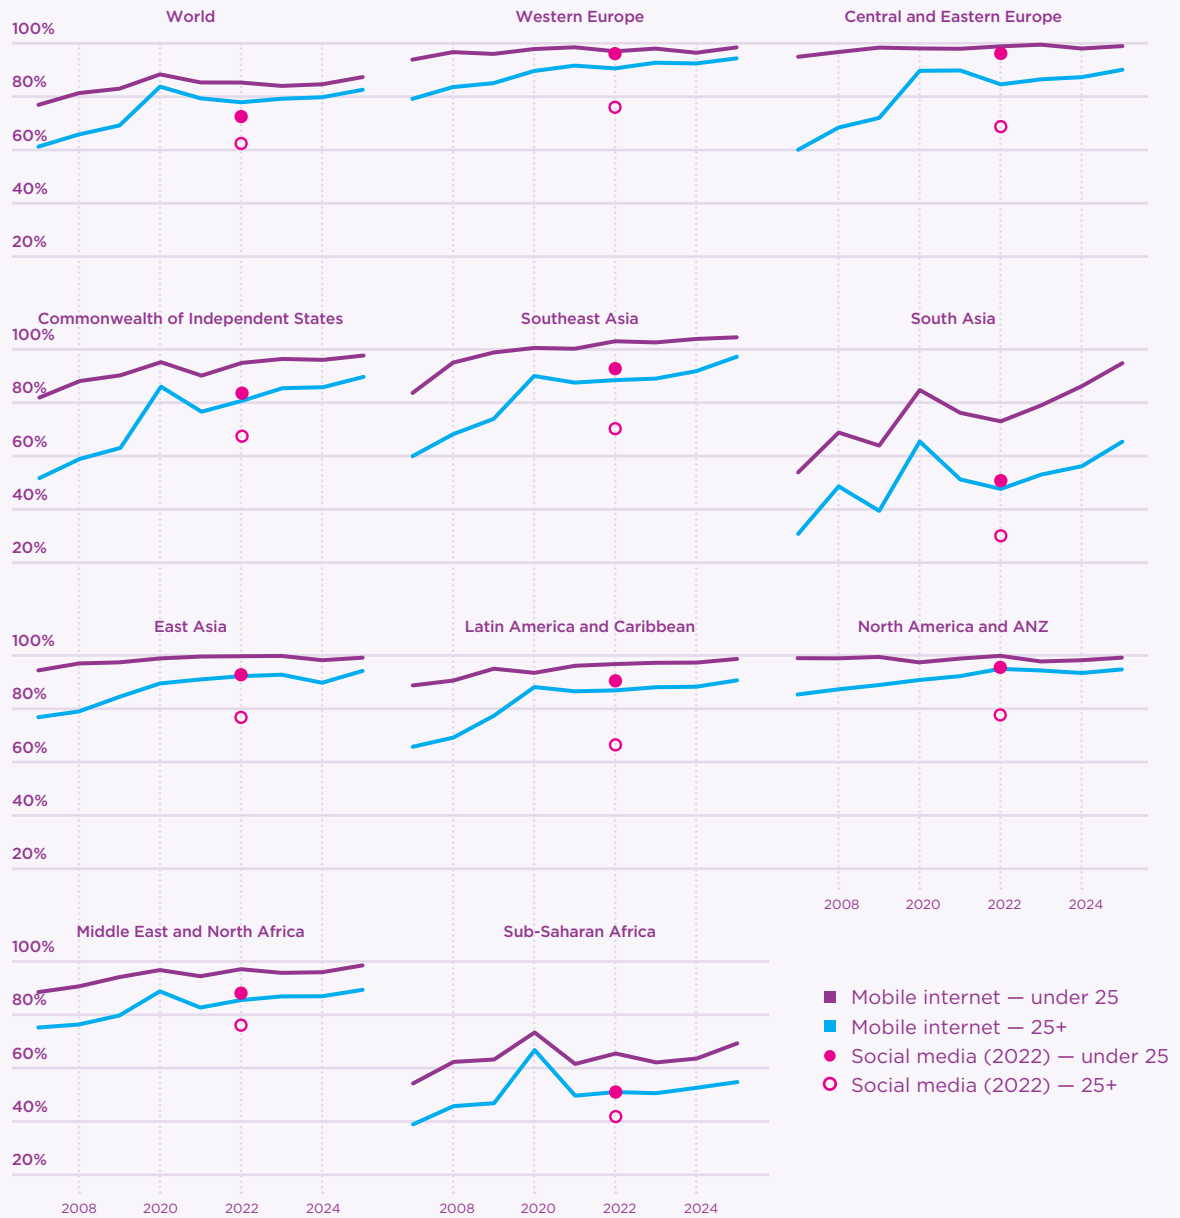 World Western Europe Central and Eastern Europe
100%
80%
60%
40%
20%
Commonwealth of Independent States Southeast Asia South Asia
100%
80%
60%
40%
20%
East Asia Latin America and Caribbean North America and ANZ
100%
80%
60%
40%
20%
2008 2020 2022 2024
Middle East and North Africa Sub-Saharan Africa
100%
80%
60%
40%
20%
2008 2020 2022 2024 2008 2020 2022 2024
Mobile internet — under 25
Mobile internet — 25+
Social media (2022) — under 25
Social media (2022) — 25+